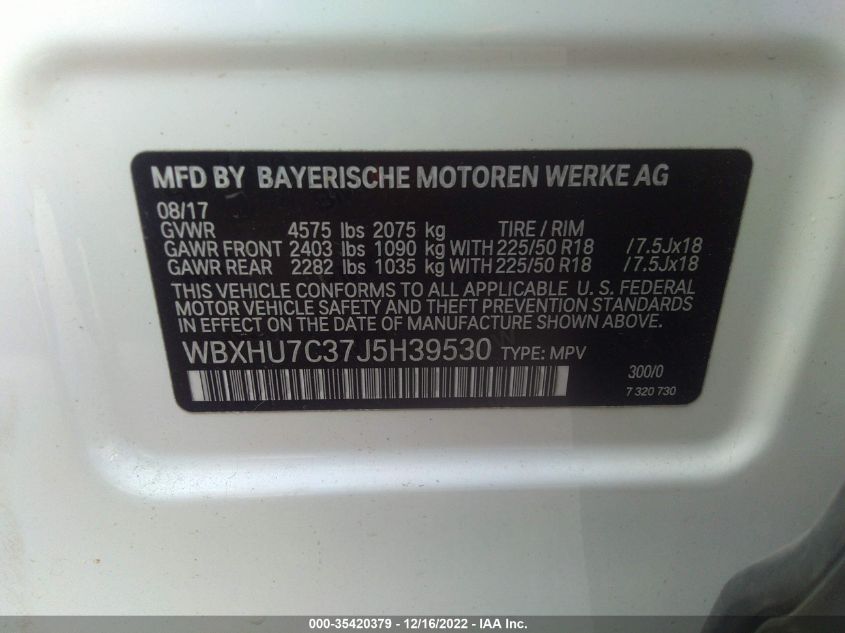 MFD BY BAYERISCHE MOTOREN WERKE AG
08/17
GVWR 4575 lbs 2075 kg TIRE / RIM
GAWR FRONT 2403 lbs 1090 kg WITH 225/50 R18 /7.5Jx18
GAWR REAR 2282 lbs 1035 kg WITH 225/50 R18 /7.5Jx18
THIS VEHICLE CONFORMS TO ALL APPLICABLE U.S. FEDERAL
MOTOR VEHICLE SAFETY AND THEFT PREVENTION STANDARDS
IN EFFECT ON THE DATE OF MANUFACTURE SHOWN ABOVE.
WBXHU7C37J5H39530 TYPE: MPV
300/0
7 320 730
000-35420379 - 12/16/2022 - IAA Inc.